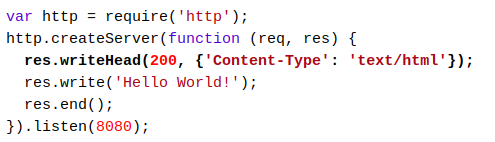 var http = require('http');
http.createServer(function (req, res) {
  res.writeHead(200, {'Content-Type': 'text/html'});
  res.write('Hello World!');
  res.end();
}).listen(8080);